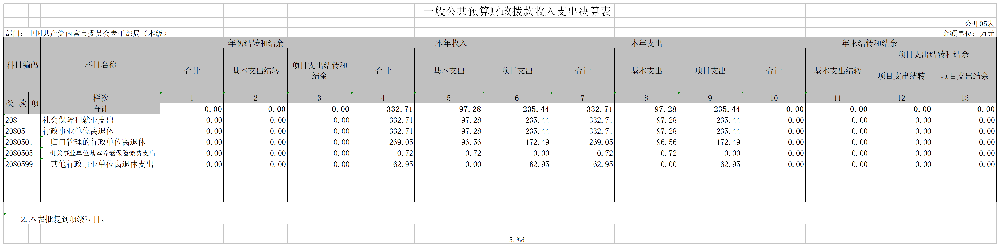 一般公共预算财政拨款收入支出决算表
公开05表
部门：中国共产党南宫市委员会老干部局（本级） 金额单位：万元
科目编码 科目名称 年初结转和结余 本年收入 本年支出 年末结转和结余
合计 基本支出结转 项目支出结转和结余 合计 基本支出 项目支出 合计 基本支出 项目支出 合计 基本支出结转 项目支出结转和结余
项目支出结转 项目支出结余
类 款 项 栏次 1 2 3 4 5 6 7 8 9 10 11 12 13
合计 0.00 0.00 0.00 332.71 97.28 235.44 332.71 97.28 235.44 0.00 0.00 0.00 0.00
208 社会保障和就业支出 0.00 0.00 0.00 332.71 97.28 235.44 332.71 97.28 235.44 0.00 0.00 0.00 0.00
20805 行政事业单位离退休 0.00 0.00 0.00 332.71 97.28 235.44 332.71 97.28 235.44 0.00 0.00 0.00 0.00
2080501 归口管理的行政单位离退休 0.00 0.00 0.00 269.05 96.56 172.49 269.05 96.56 172.49 0.00 0.00 0.00 0.00
2080505 机关事业单位基本养老保险缴费支出 0.00 0.00 0.00 0.72 0.72 0.00 0.72 0.72 0.00 0.00 0.00 0.00 0.00
2080599 其他行政事业单位离退休支出 0.00 0.00 0.00 62.95 0.00 62.95 62.95 0.00 62.95 0.00 0.00 0.00 0.00
2.本表批复到项级科目。
— 5.%d —